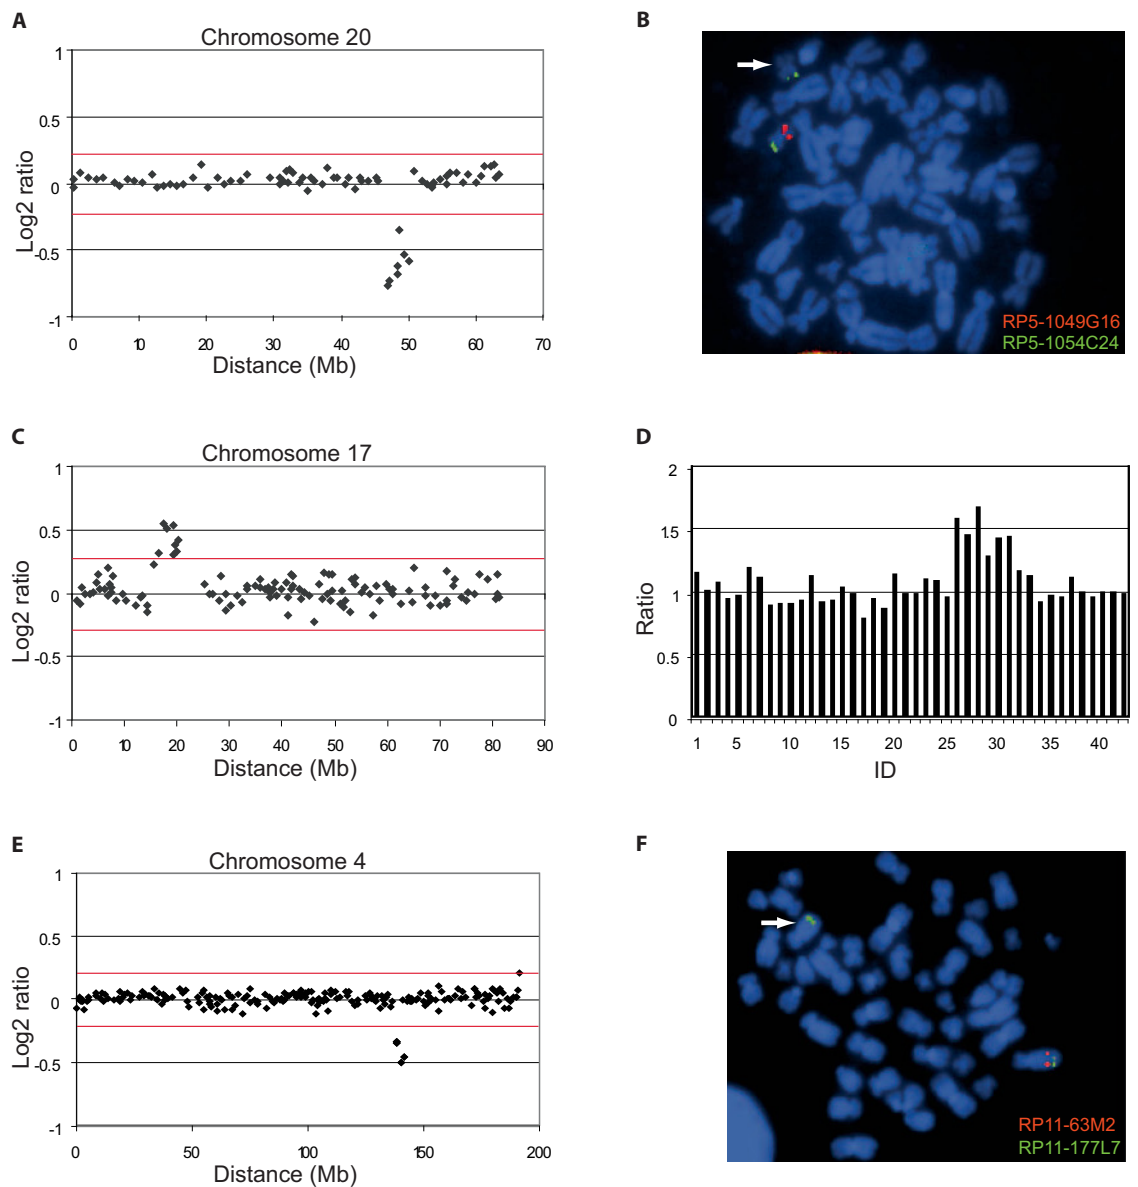 A
Chromosome 20
1
0.5
0
-0.5
-1
Log2 ratio
0 10 20 30 40 50 60 70
Distance (Mb)
B
RP5-1049G16
RP5-1054C24
C
Chromosome 17
1
0.5
0
-0.5
-1
Log2 ratio
0 10 20 30 40 50 60 70 80 90
Distance (Mb)
D
2
1.5
1
0.5
0
Ratio
1 5 10 15 20 25 30 35 40
ID
E
Chromosome 4
1
0.5
0
-0.5
-1
Log2 ratio
0 50 100 150 200
Distance (Mb)
F
RP11-63M2
RP11-177L7